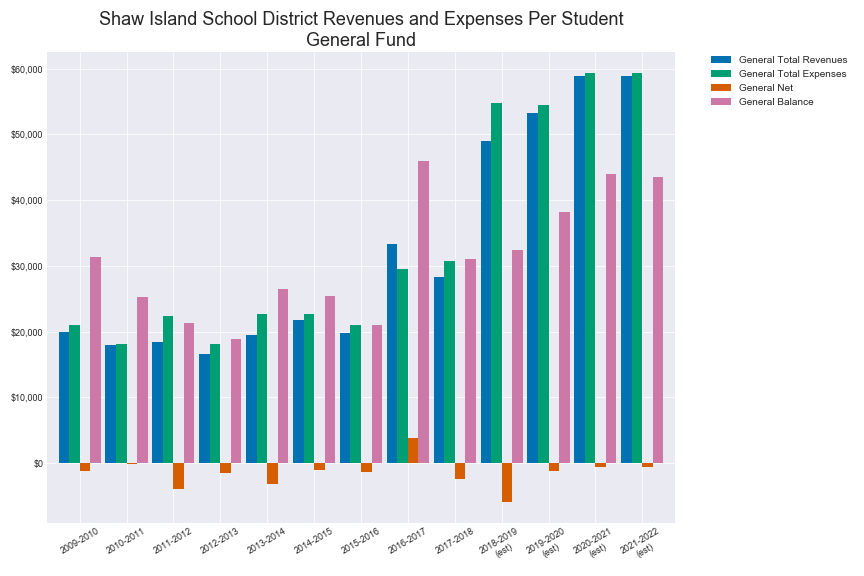 Shaw Island School District Revenues and Expenses Per Student
General Fund
General Total Revenues
General Total Expenses
General Net
General Balance
$60,000
$50,000
$40,000
$30,000
$20,000
$10,000
$0
2009-2010
2010-2011
2011-2012
2012-2013
2013-2014
2014-2015
2015-2016
2016-2017
2017-2018
2018-2019
(est)
2019-2020
(est)
2020-2021
(est)
2021-2022
(est)